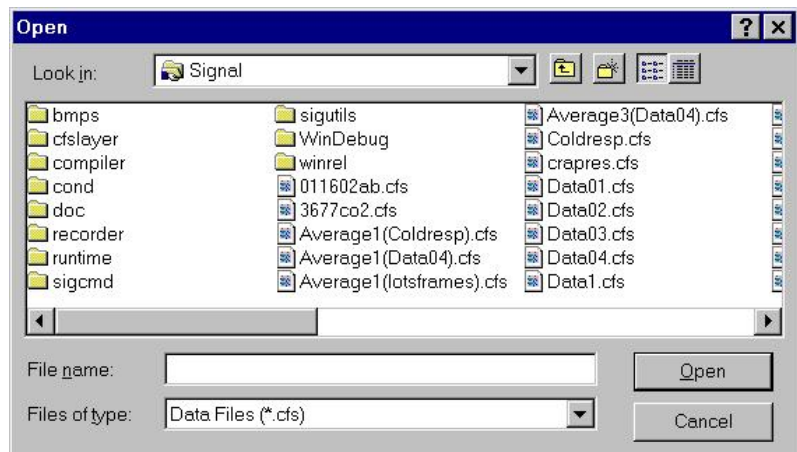 Open
Look in: Signal
bmps
cfslayer
compiler
cond
doc
recorder
runtime
sigcmd
sigutils
WinDebug
winrel
011602ab.cfs
3677co2.cfs
Average1(Coldresp).cfs
Average1(Data04).cfs
Average1(lotsframes).cfs
Average3(Data04).cfs
Coldresp.cfs
crapres.cfs
Data01.cfs
Data02.cfs
Data03.cfs
Data04.cfs
Data1.cfs
File name:
Open
Files of type: Data Files (*.cfs)
Cancel